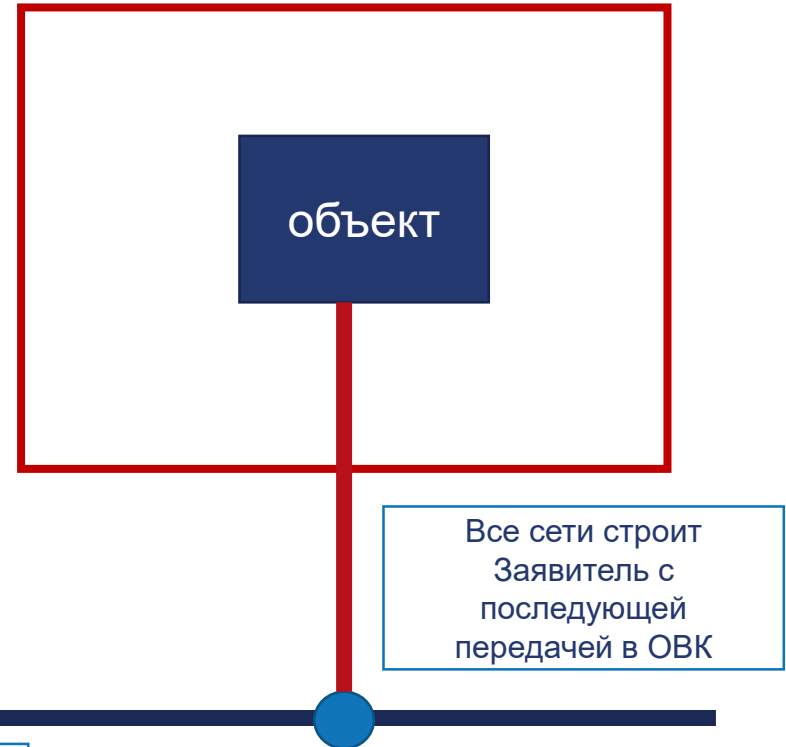 объект
Все сети строит
Заявитель с
последующей
передачей в ОВК